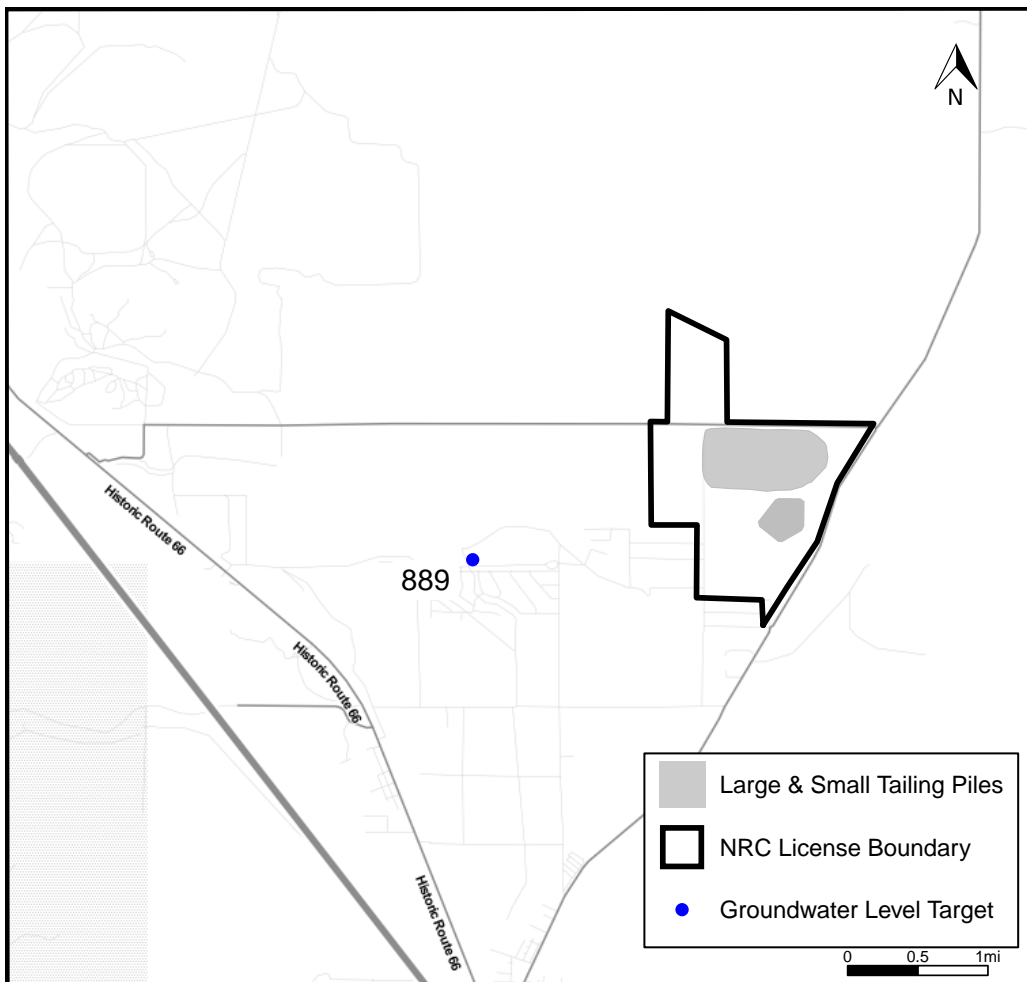 N
Historic Route 66
889
Historic Route 66
Large & Small Tailing Piles
NRC License Boundary
Groundwater Level Target
Historic Route 66
0 0.5 1mi